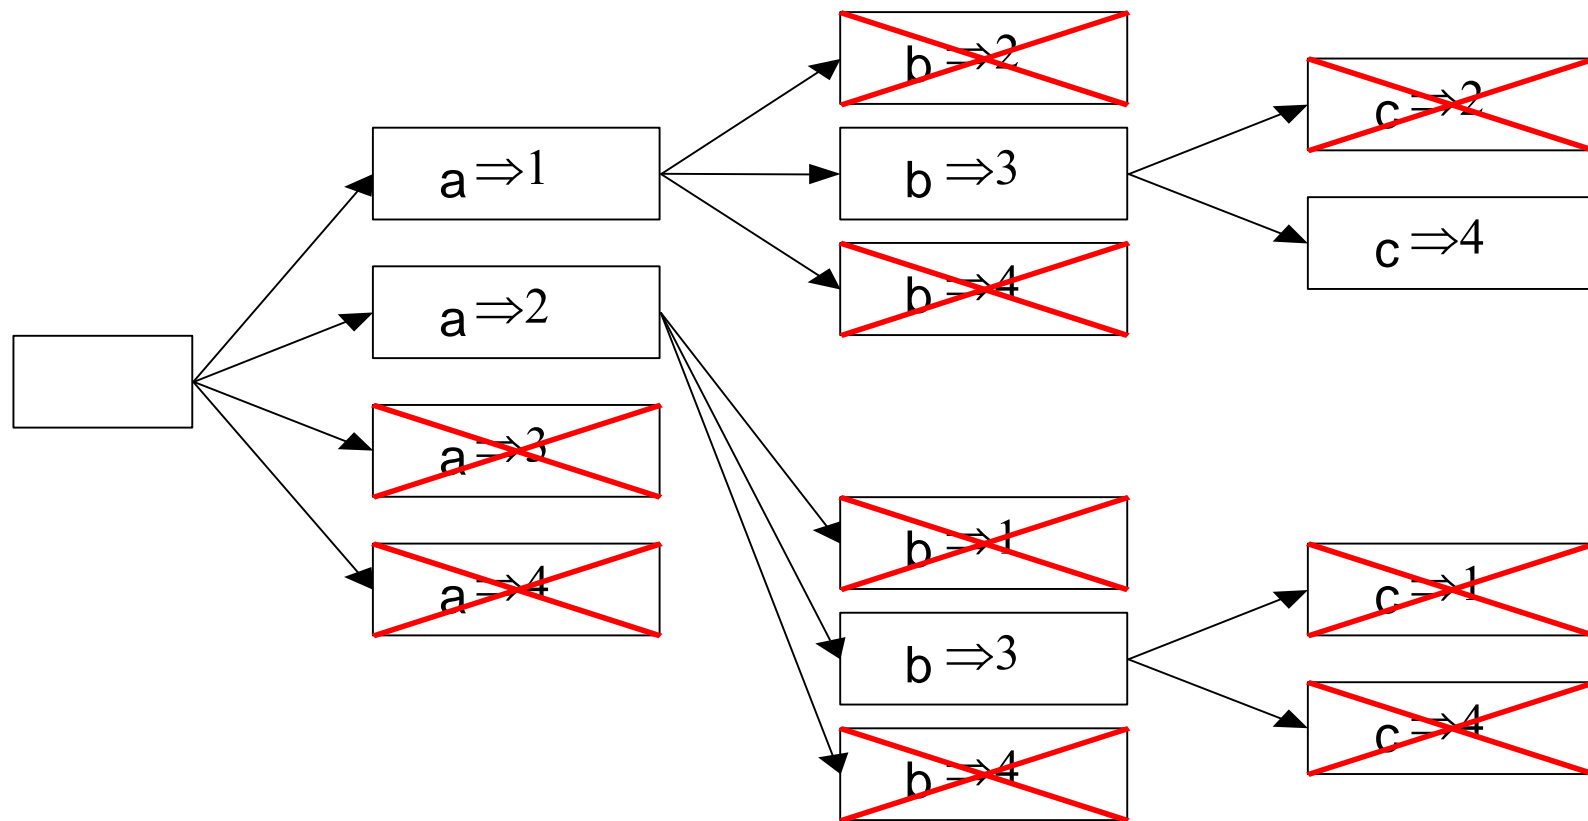 a ⇒1
a ⇒2
a ⇒3
a ⇒4
b ⇒2
b ⇒3
b ⇒4
b ⇒1
b ⇒3
b ⇒4
c ⇒2
c ⇒4
c ⇒1
c ⇒4